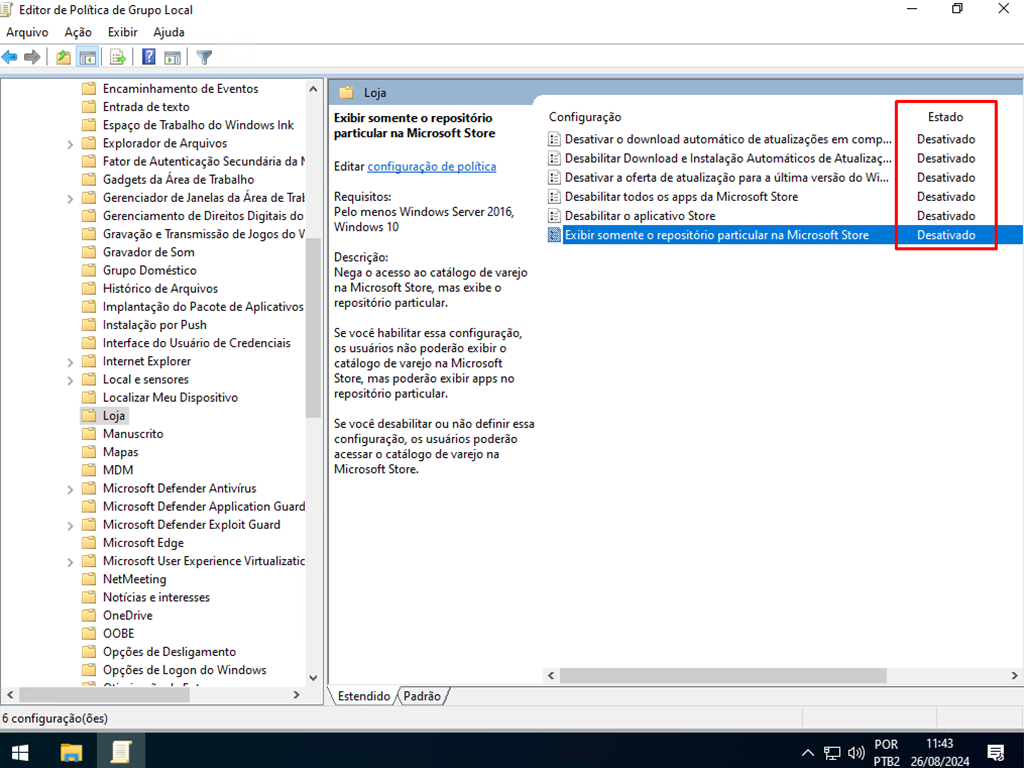 Editor de Política de Grupo Local
Arquivo Ação Exibir Ajuda
Encaminhamento de Eventos
Entrada de texto
Espaço de Trabalho do Windows Ink
Explorador de Arquivos
Fator de Autenticação Secundária da M
Gadgets da Área de Trabalho
Gerenciador de Janelas da Área de Trab
Gerenciamento de Direitos Digitais do
Gravação e Transmissão de Jogos do W
Gravador de Som
Grupo Doméstico
Histórico de Arquivos
Implantação do Pacote de Aplicativos
Instalação por Push
Interface do Usuário de Credenciais
Internet Explorer
Local e sensores
Localizar Meu Dispositivo
Loja
Manuscrito
Mapas
MDM
Microsoft Defender Antivírus
Microsoft Defender Application Guard
Microsoft Defender Exploit Guard
Microsoft Edge
Microsoft User Experience Virtualizatic
NetMeeting
Notícias e interesses
OneDrive
OOBE
Opções de Desligamento
Opções de Logon do Windows
Loja
Exibir somente o repositório
particular na Microsoft Store
Editar configuração de política
Requisitos:
Pelo menos Windows Server 2016,
Windows 10
Descrição:
Nega o acesso ao catálogo de varejo
na Microsoft Store, mas exibe o
repositório particular.
Se você habilitar essa configuração,
os usuários não poderão exibir o
catálogo de varejo na Microsoft
Store, mas poderão exibir apps no
repositório particular.
Se você desabilitar ou não definir essa
configuração, os usuários poderão
acessar o catálogo de varejo na
Microsoft Store.
Configuração Estado
Desativar o download automático de atualizações em comp... Desativado
Desabilitar Download e Instalação Automáticos de Atualizaç... Desativado
Desativar a oferta de atualização para a última versão do Wi... Desativado
Desabilitar todos os apps da Microsoft Store Desativado
Desabilitar o aplicativo Store Desativado
Exibir somente o repositório particular na Microsoft Store Desativado
Estendido Padrão
6 configuração(ões)
POR 11:43
PTB2 26/08/2024